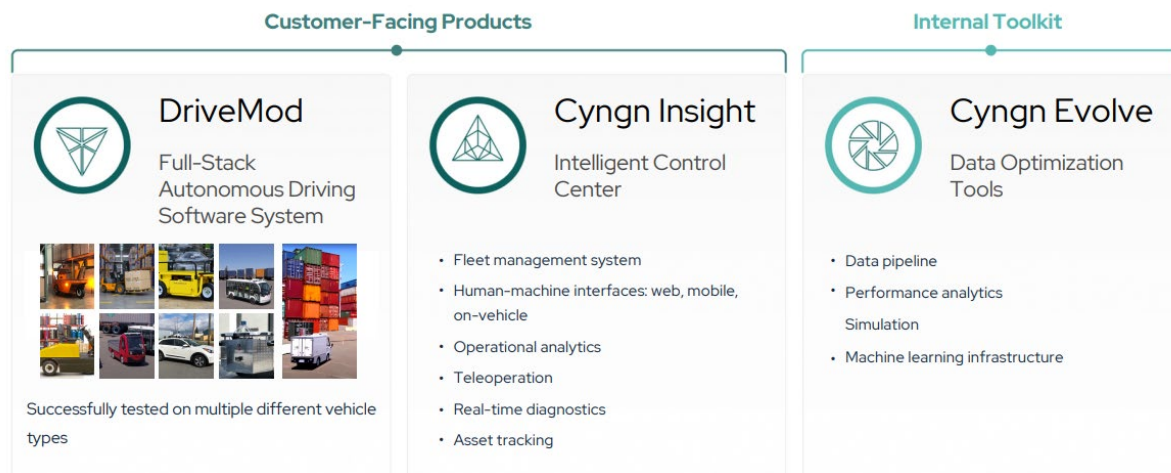 Customer-Facing Products
Internal Toolkit
DriveMod
Full-Stack
Autonomous Driving
Software System
Successfully tested on multiple different vehicle
types
Cyngn Insight
Intelligent Control
Center
• Fleet management system
• Human-machine interfaces: web, mobile,
on-vehicle
• Operational analytics
• Teleoperation
• Real-time diagnostics
• Asset tracking
Cyngn Evolve
Data Optimization
Tools
• Data pipeline
• Performance analytics
Simulation
• Machine learning infrastructure